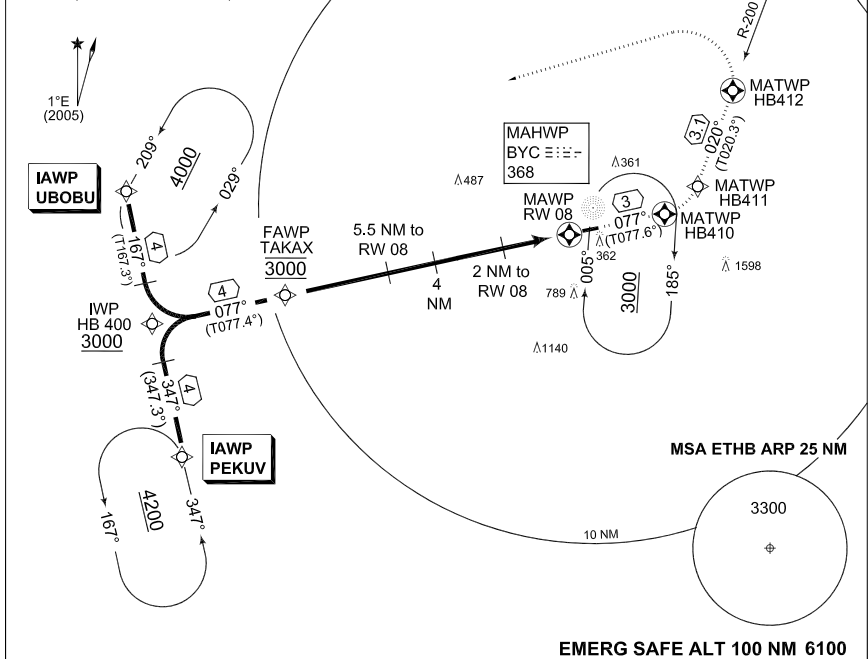 R-200
1°E
(2005)
MATWP
HB412
3.1
020°
(T020.3°)
MAHWP
BYC
368
361
487
209°
4000
029°
IAWP
UBOBU
MATWP
HB411
MAWP
RW 08
3
077°
(T077.6°)
MATWP
HB410
362
167°
(T167.3°)
4
FAWP
TAKAX
3000
5.5 NM to
RW 08
4
NM
2 NM to
RW 08
005°
3000
185°
789
1598
1140
IWP
HB 400
3000
4
077°
(T077.4°)
347°
(347.3°)
4
IAWP
PEKUV
4200
167°
347°
MSA ETHB ARP 25 NM
3300
10 NM
EMERG SAFE ALT 100 NM 6100